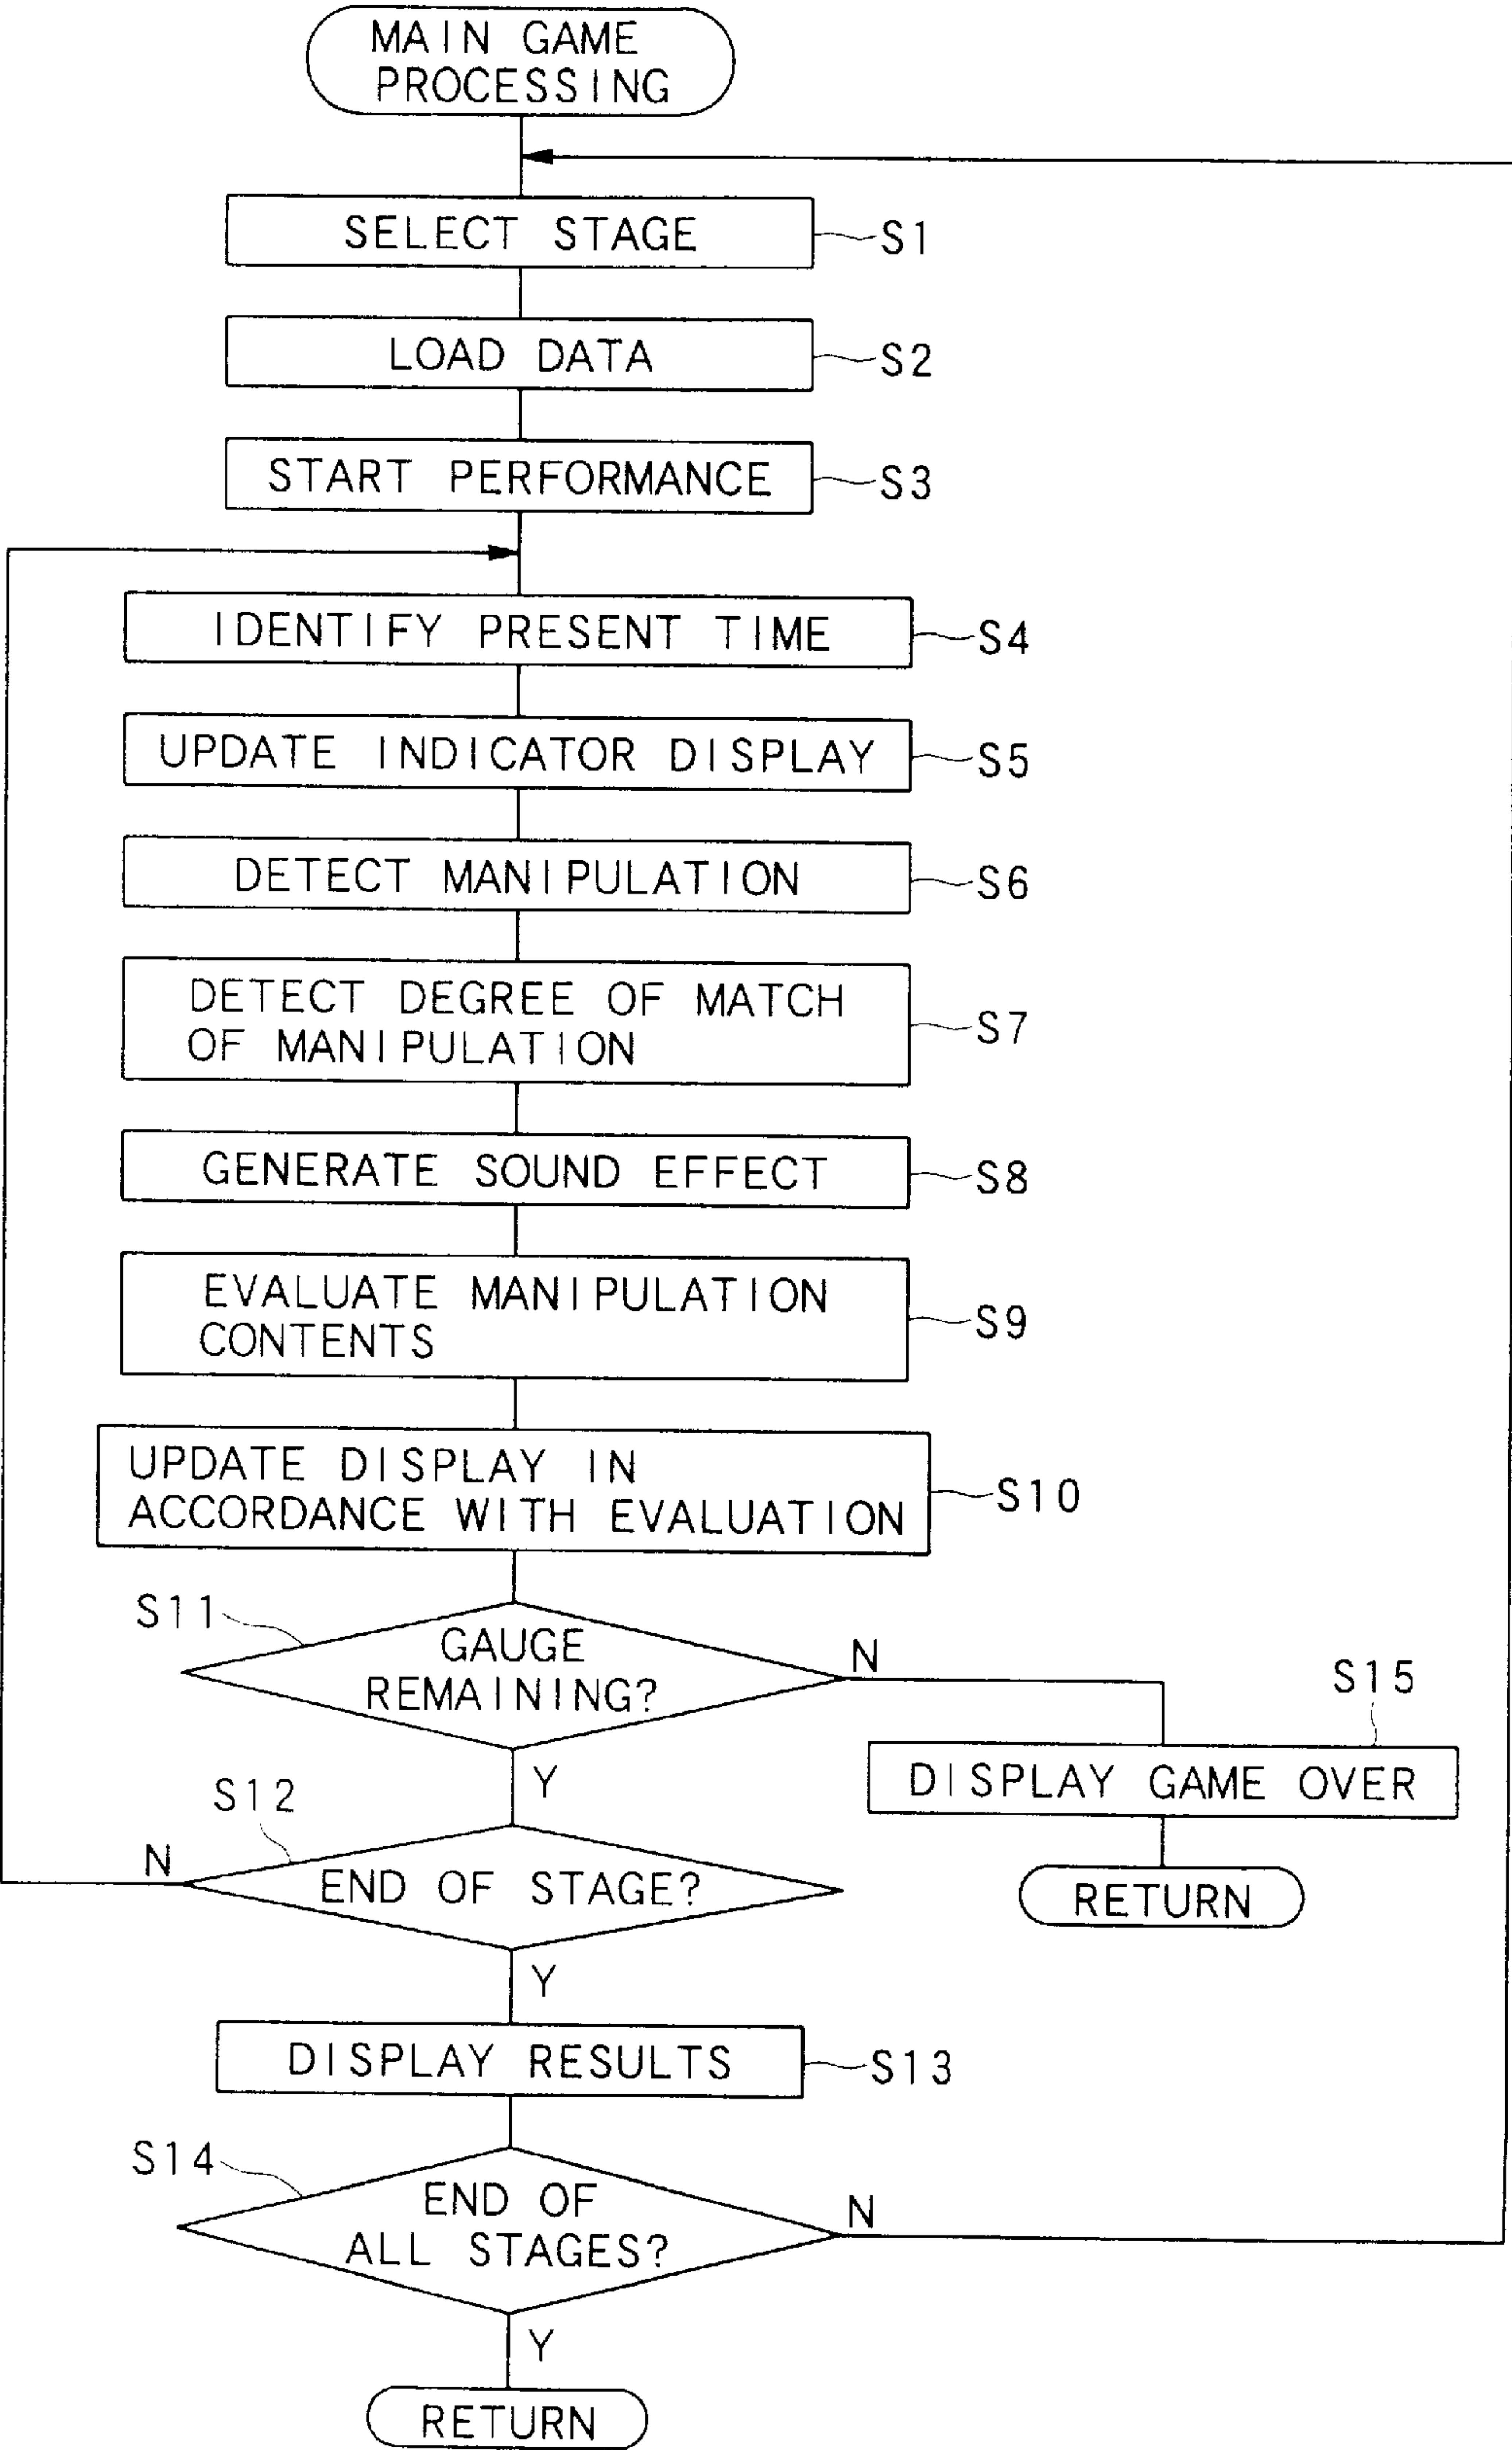 MAIN GAME
PROCESSING
SELECT STAGE
S1
LOAD DATA
S2
START PERFORMANCE
S3
IDENTIFY PRESENT TIME
S4
UPDATE INDICATOR DISPLAY
S5
DETECT MANIPULATION
S6
DETECT DEGREE OF MATCH
OF MANIPULATION
S7
GENERATE SOUND EFFECT
S8
EVALUATE MANIPULATION
CONTENTS
S9
UPDATE DISPLAY IN
ACCORDANCE WITH EVALUATION
S10
S11
GAUGE
REMAINING?
N
Y
S15
DISPLAY GAME OVER
RETURN
S12
END OF STAGE?
N
Y
DISPLAY RESULTS
S13
S14
END OF
ALL STAGES?
N
Y
RETURN